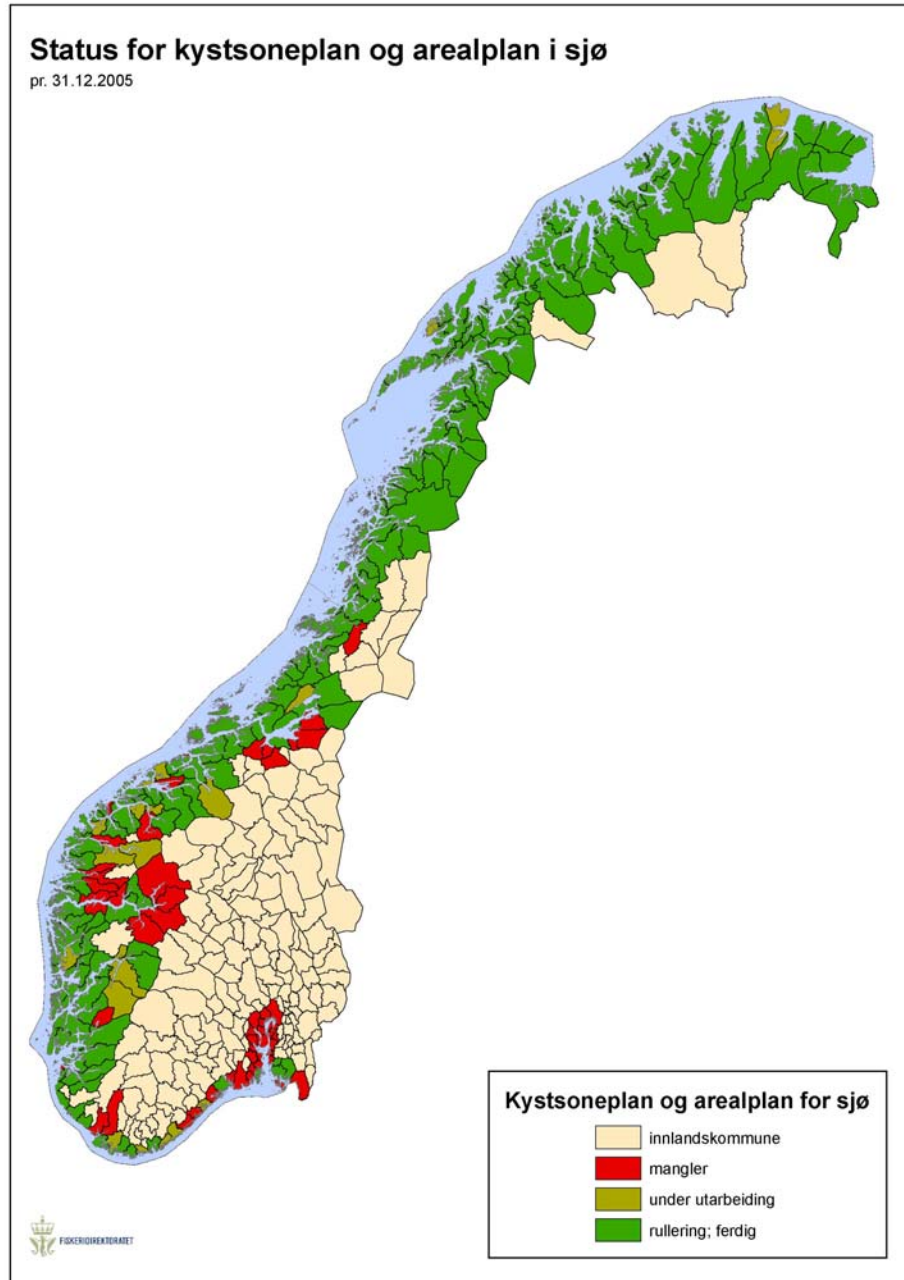 Status for kystsoneplan og arealplan i sjø
pr. 31.12.2005
Kystsoneplan og arealplan for sjø
innlandskommune
mangler
under utarbeiding
rullering; ferdig
FISKERIDIREKTORATET